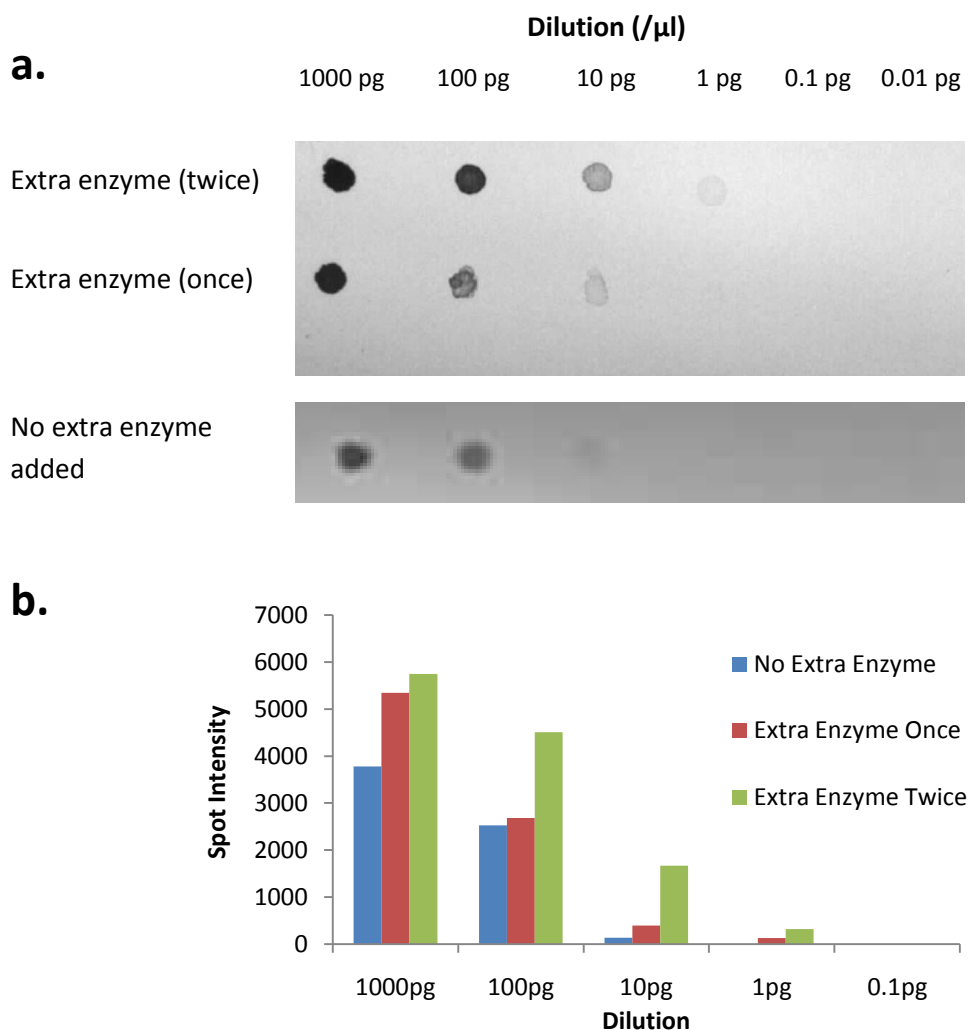 Dilution (/µl)
a.
1000 pg 100 pg 10 pg 1 pg 0.1 pg 0.01 pg
Extra enzyme (twice)
Extra enzyme (once)
No extra enzyme
added
b.
7000
6000
5000
4000
3000
2000
1000
0
Spot Intensity
No Extra Enzyme
Extra Enzyme Once
Extra Enzyme Twice
1000pg 100pg 10pg 1pg 0.1pg
Dilution